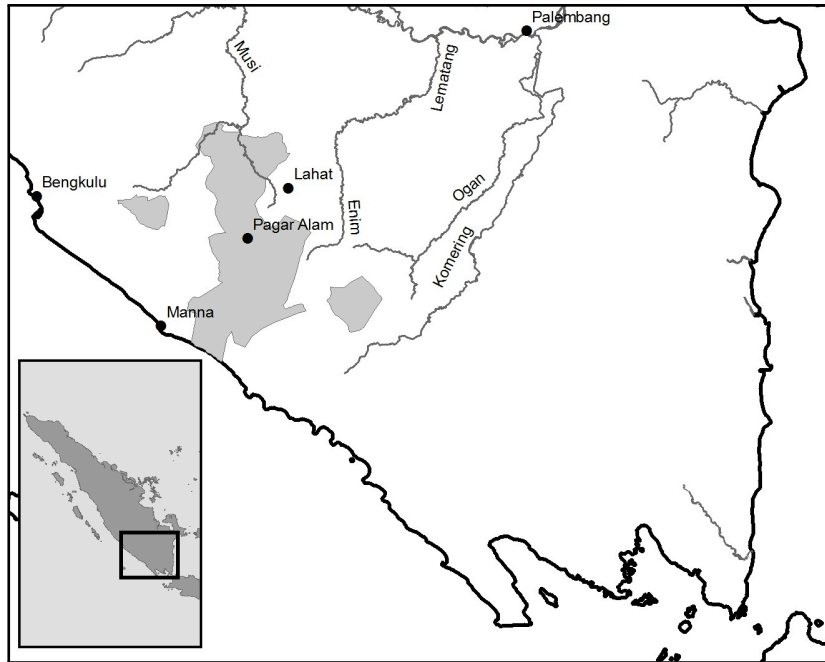 Palembang
Musi
Lematang
Bengkulu
Lahat
Ogan
Enim
Pagar Alam
Komering
Manna